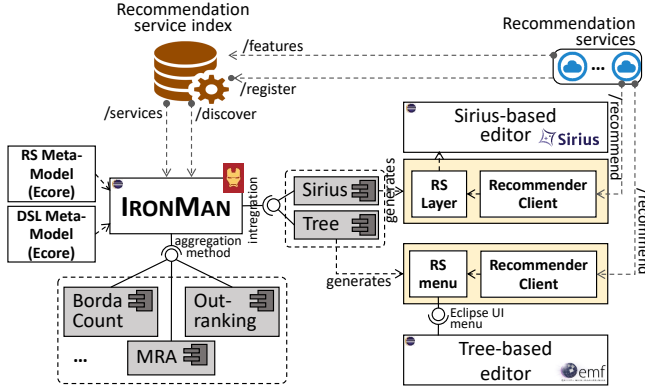 Recommendation
service index
Recommendation
services
/features
/register
/services
/discover
/recommend
/recommend
Sirius-based
editor
Sirius
RS Meta-
Model
(Ecore)
DSL Meta-
Model
(Ecore)
IRONMAN
intregration
Sirius
Tree
generates
RS
Layer
Recommender
Client
aggregation
method
generates
RS
menu
Recommender
Client
Borda
Count
Out-
ranking
...
MRA
Eclipse UI
menu
Tree-based
editor
emf
...